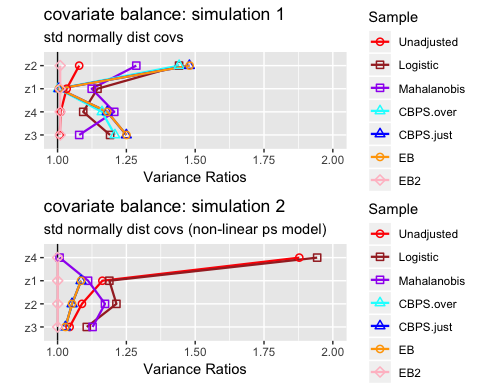 covariate balance: simulation 1
std normally dist covs
z2
z1
z4
z3
1.00
1.25
1.50
1.75
2.00
Variance Ratios
Sample
Unadjusted
Logistic
Mahalanobis
CBPS.over
CBPS.just
EB
EB2
covariate balance: simulation 2
std normally dist covs (non-linear ps model)
z4
z1
z2
z3
1.00
1.25
1.50
1.75
2.00
Variance Ratios
Sample
Unadjusted
Logistic
Mahalanobis
CBPS.over
CBPS.just
EB
EB2